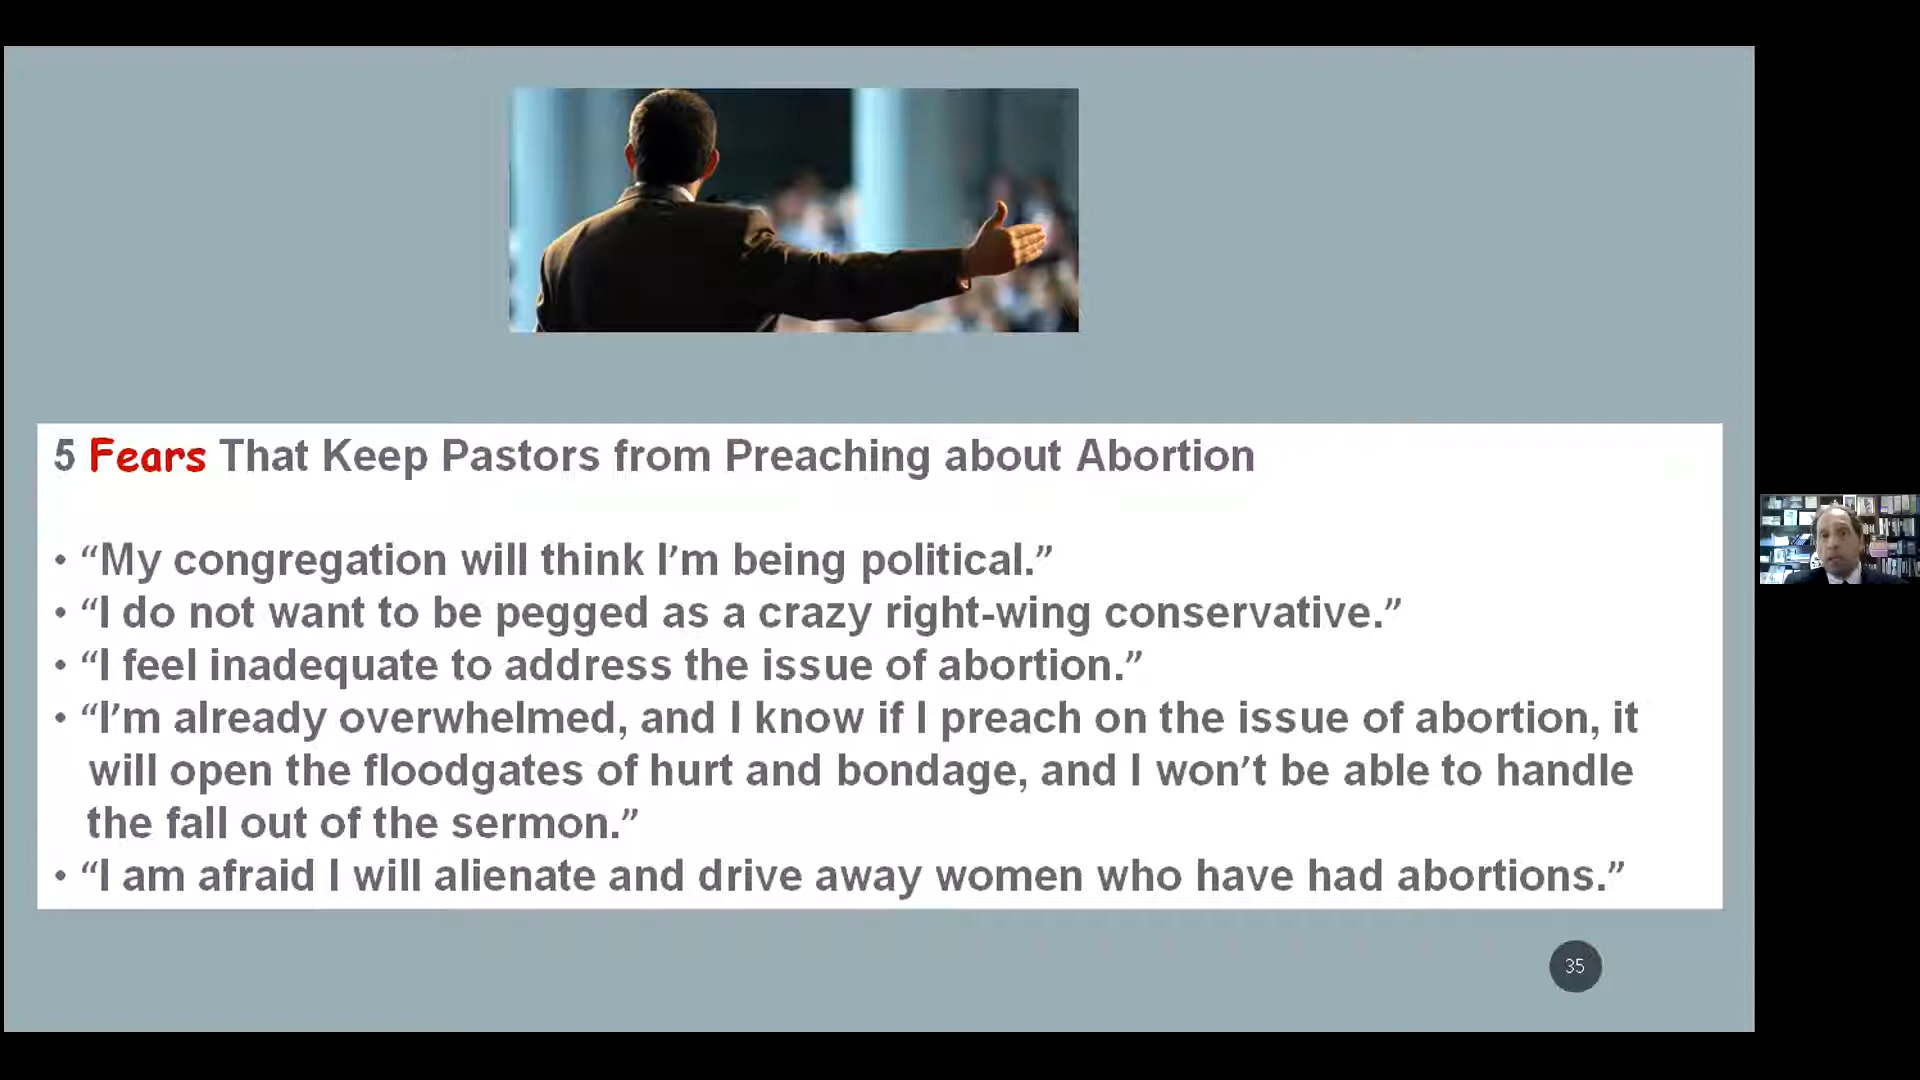 5 Fears That Keep Pastors from Preaching about Abortion
• “My congregation will think I’m being political.”
• “I do not want to be pegged as a crazy right-wing conservative.”
• “I feel inadequate to address the issue of abortion.”
• “I’m already overwhelmed, and I know if I preach on the issue of abortion, it
will open the floodgates of hurt and bondage, and I won’t be able to handle
the fall out of the sermon.”
• “I am afraid I will alienate and drive away women who have had abortions.”
35